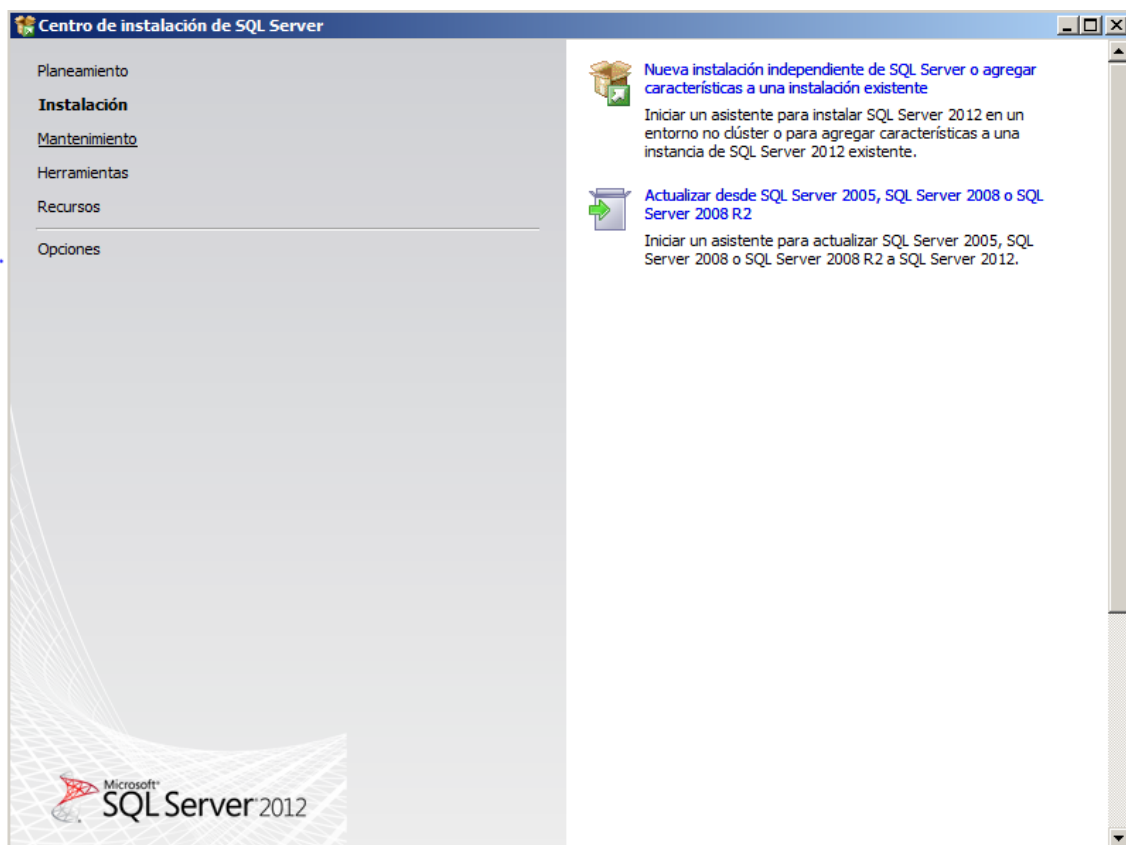 Centro de instalación de SQL Server
Planeamiento
Instalación
Mantenimiento
Herramientas
Recursos
Opciones
Nueva instalación independiente de SQL Server o agregar
características a una instalación existente
Iniciar un asistente para instalar SQL Server 2012 en un
entorno no clúster o para agregar características a una
instancia de SQL Server 2012 existente.
Actualizar desde SQL Server 2005, SQL Server 2008 o SQL
Server 2008 R2
Iniciar un asistente para actualizar SQL Server 2005, SQL
Server 2008 o SQL Server 2008 R2 a SQL Server 2012.
Microsoft®
SQL Server 2012